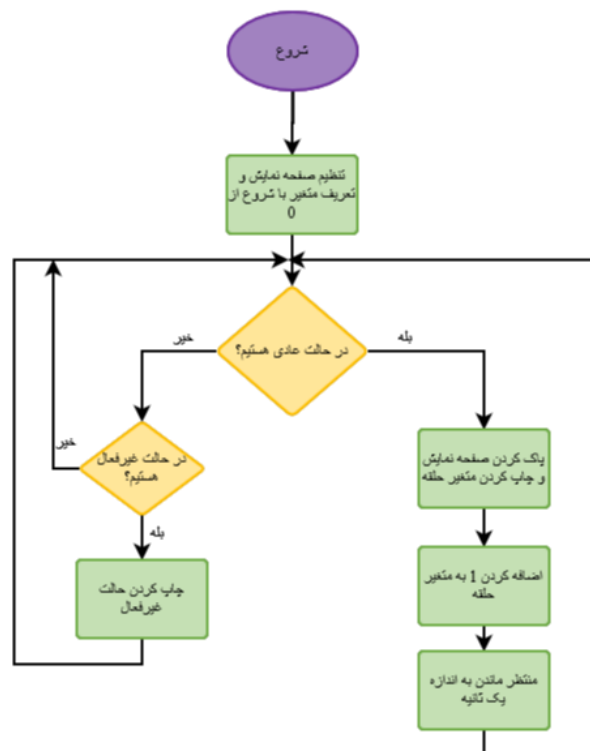 شروع
تنظیم صفحه نمایش و
تعریف متغیر با شروع از
0
در حالت عادی هستیم؟
بله
خیر
پاک کردن صفحه نمایش
و چاپ کردن متغیر حلقه
در حالت غیرفعال
هستیم؟
خیر
بله
اضافه کردن 1 به متغیر
حلقه
چاپ کردن حالت
غیرفعال
منتظر ماندن به اندازه
یک ثانیه